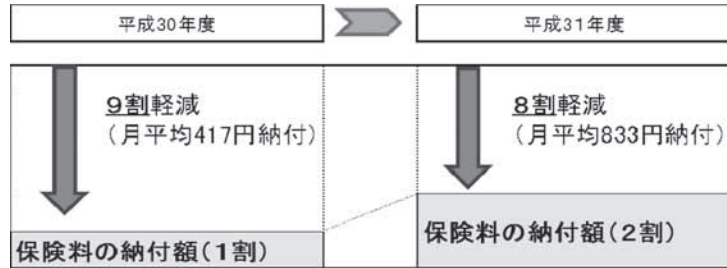 平成30年度
平成31年度
9割軽減
(月平均417円納付)
8割軽減
(月平均833円納付)
保険料の納付額(1割)
保険料の納付額(2割)